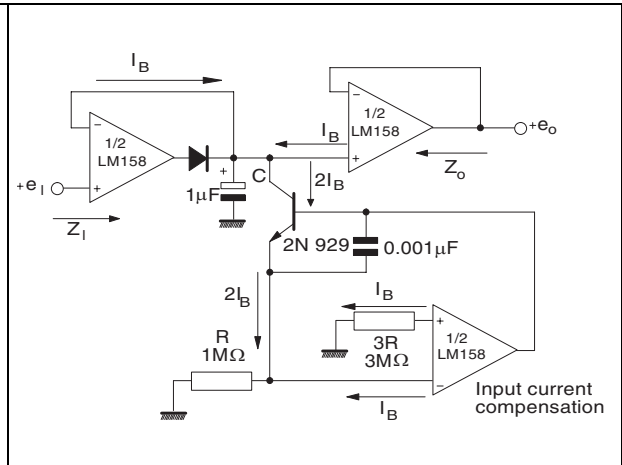 I_B
1/2
LM158
+e_I
Z_I
+
1μF
C
I_B
2I_B
1/2
LM158
+e_o
Z_o
2N 929
0.001μF
2I_B
I_B
R
1MΩ
3R
3MΩ
1/2
LM158
I_B
Input current
compensation